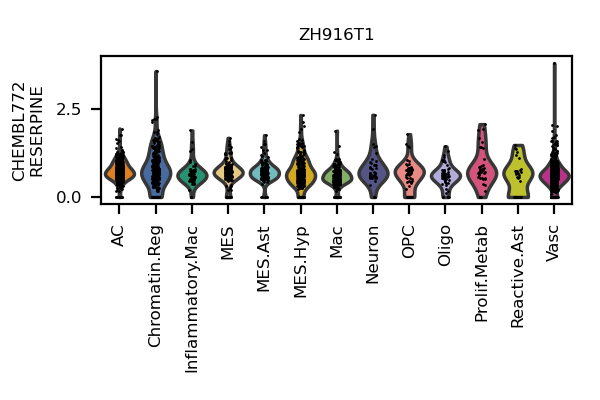 ZH916T1
CHEMBL772
RESERPINE
2.5
0.0
AC
Chromatin.Reg
Inflammatory.Mac
MES
MES.Ast
MES.Hyp
Mac
Neuron
OPC
Oligo
Prolif.Metab
Reactive.Ast
Vasc